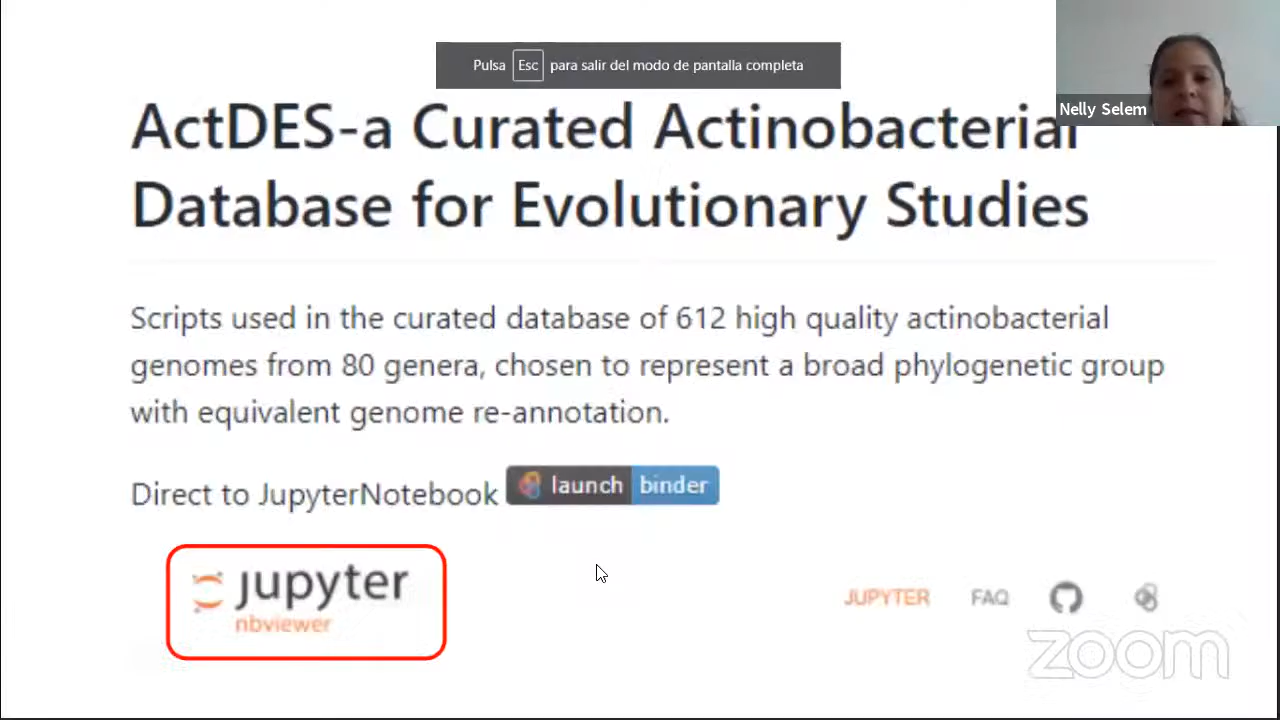 Pulsa Esc para salir del modo de pantalla completa
Nelly Selem
ActDES-a Curated Actinobacterial
Database for Evolutionary Studies
Scripts used in the curated database of 612 high quality actinobacterial
genomes from 80 genera, chosen to represent a broad phylogenetic group
with equivalent genome re-annotation.
Direct to JupyterNotebook launch binder
jupyter
nbviewer
JUPYTER FAQ
zoom